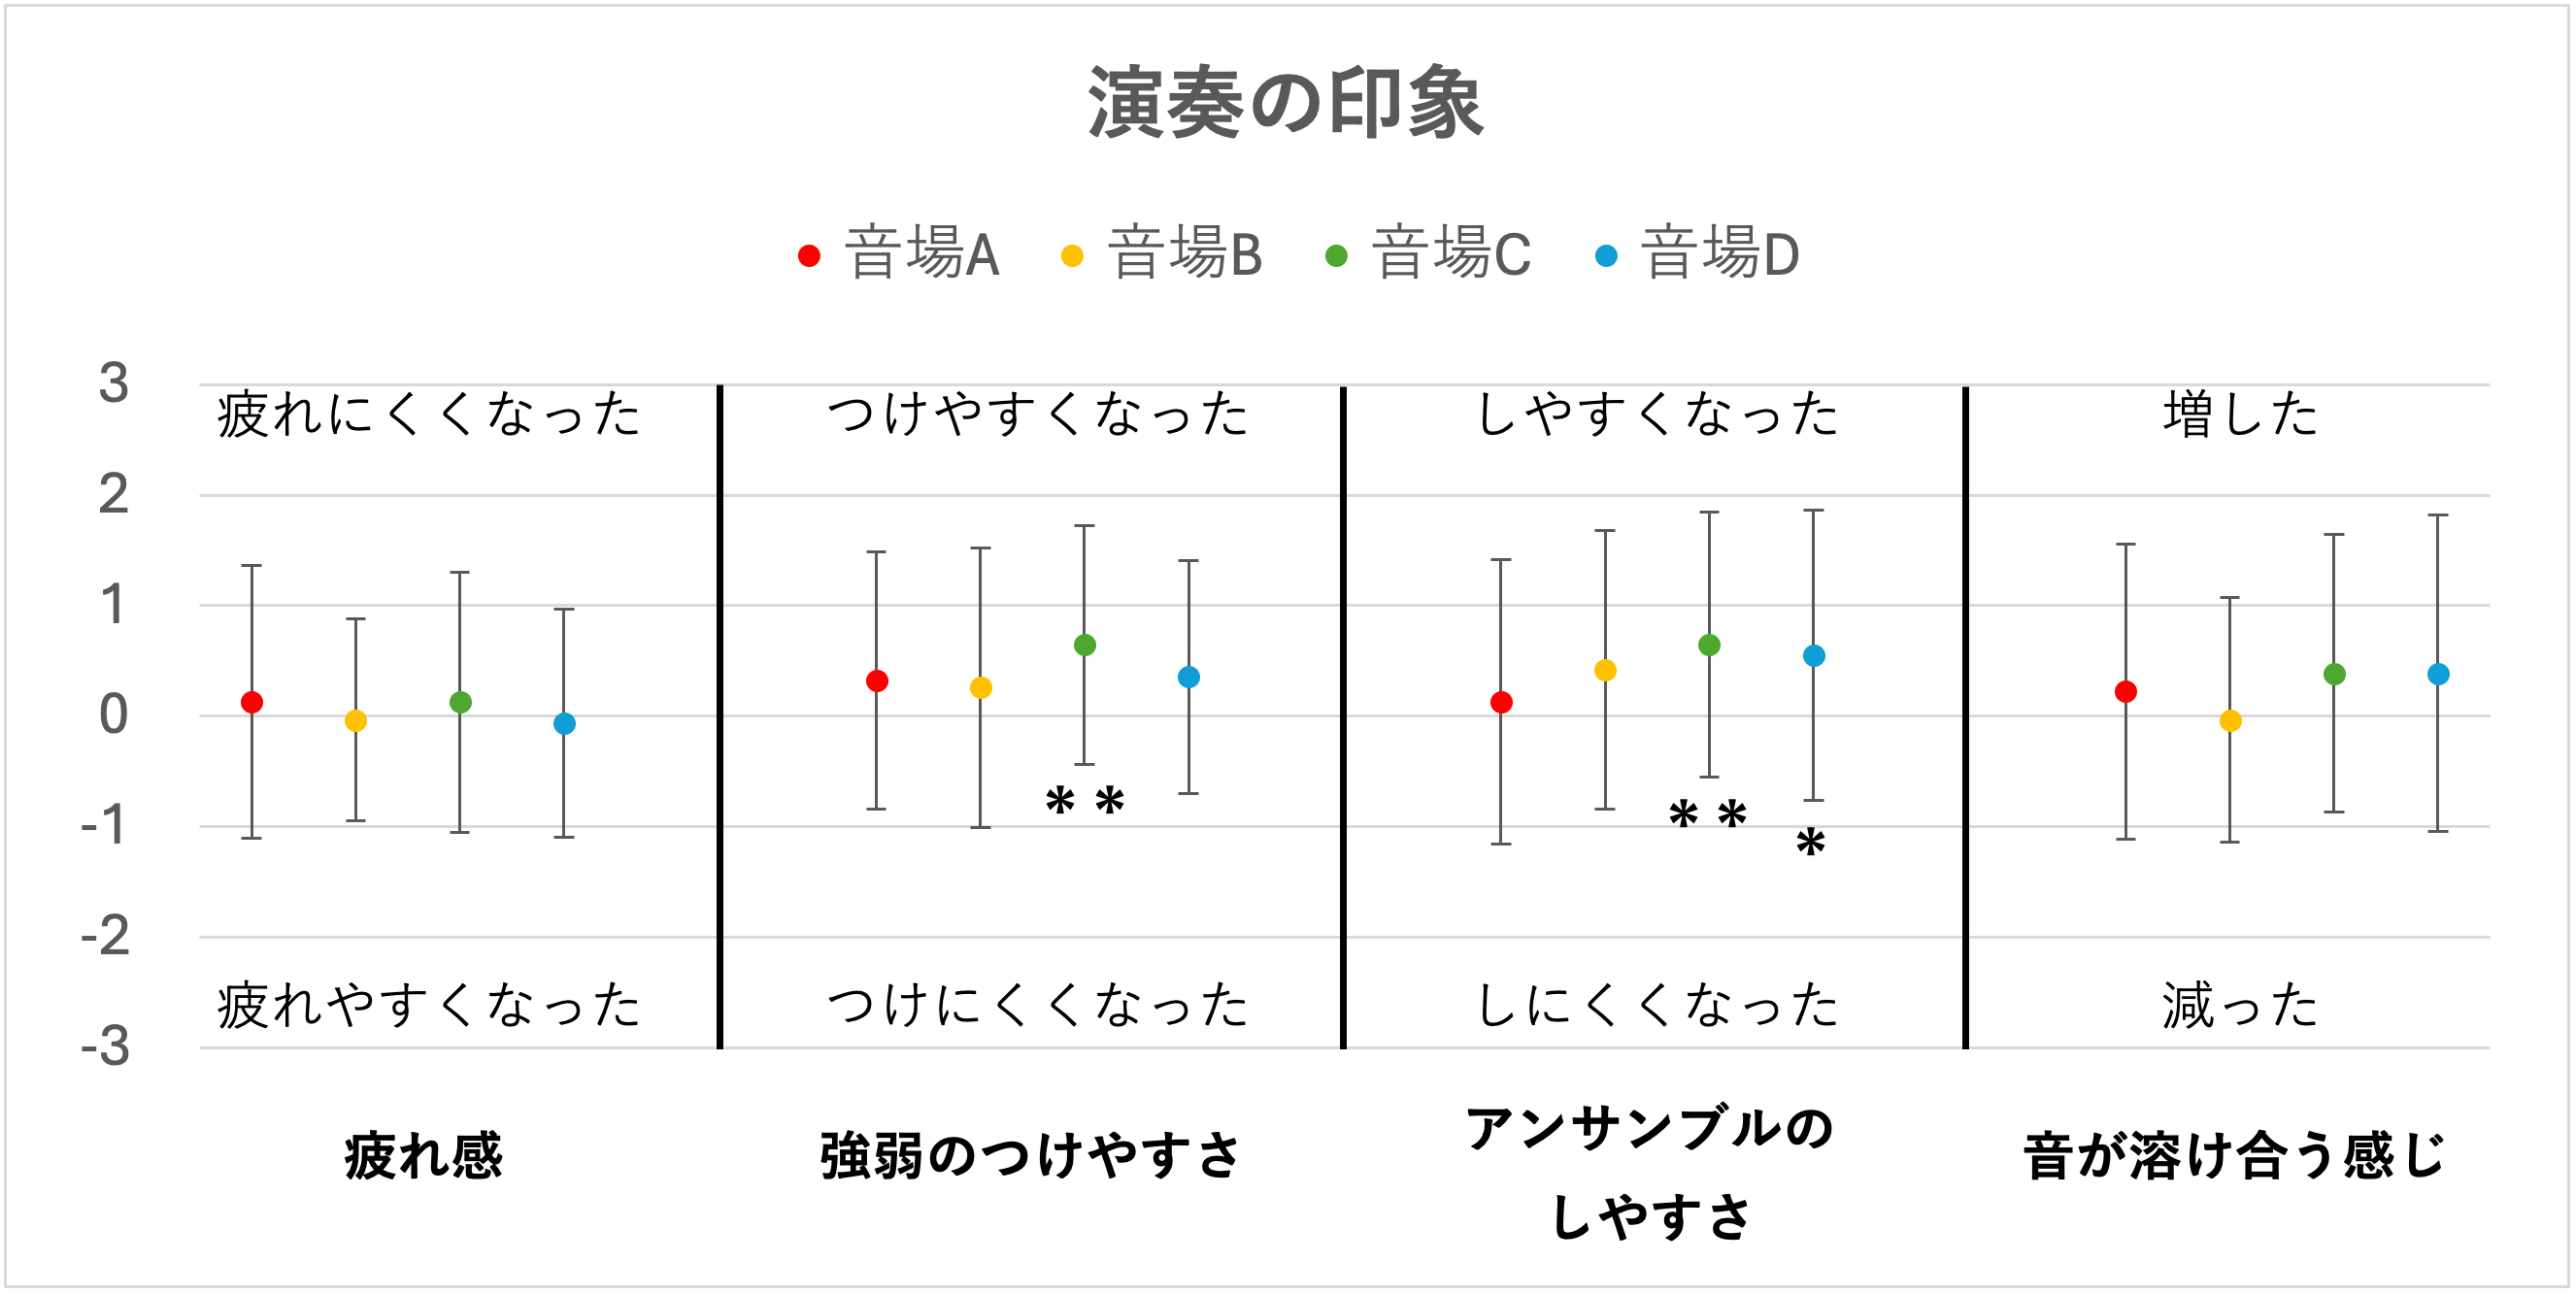 演奏の印象
音場A 音場B 音場C 音場D
3
疲れにくくなった つけやすくなった しやすくなった 増した
2
1
0
-1
＊＊ ＊＊ ＊
-2
疲れやすくなった つけにくくなった しにくくなった 減った
-3
疲れ感 強弱のつけやすさ アンサンブルの
しやすさ 音が溶け合う感じ